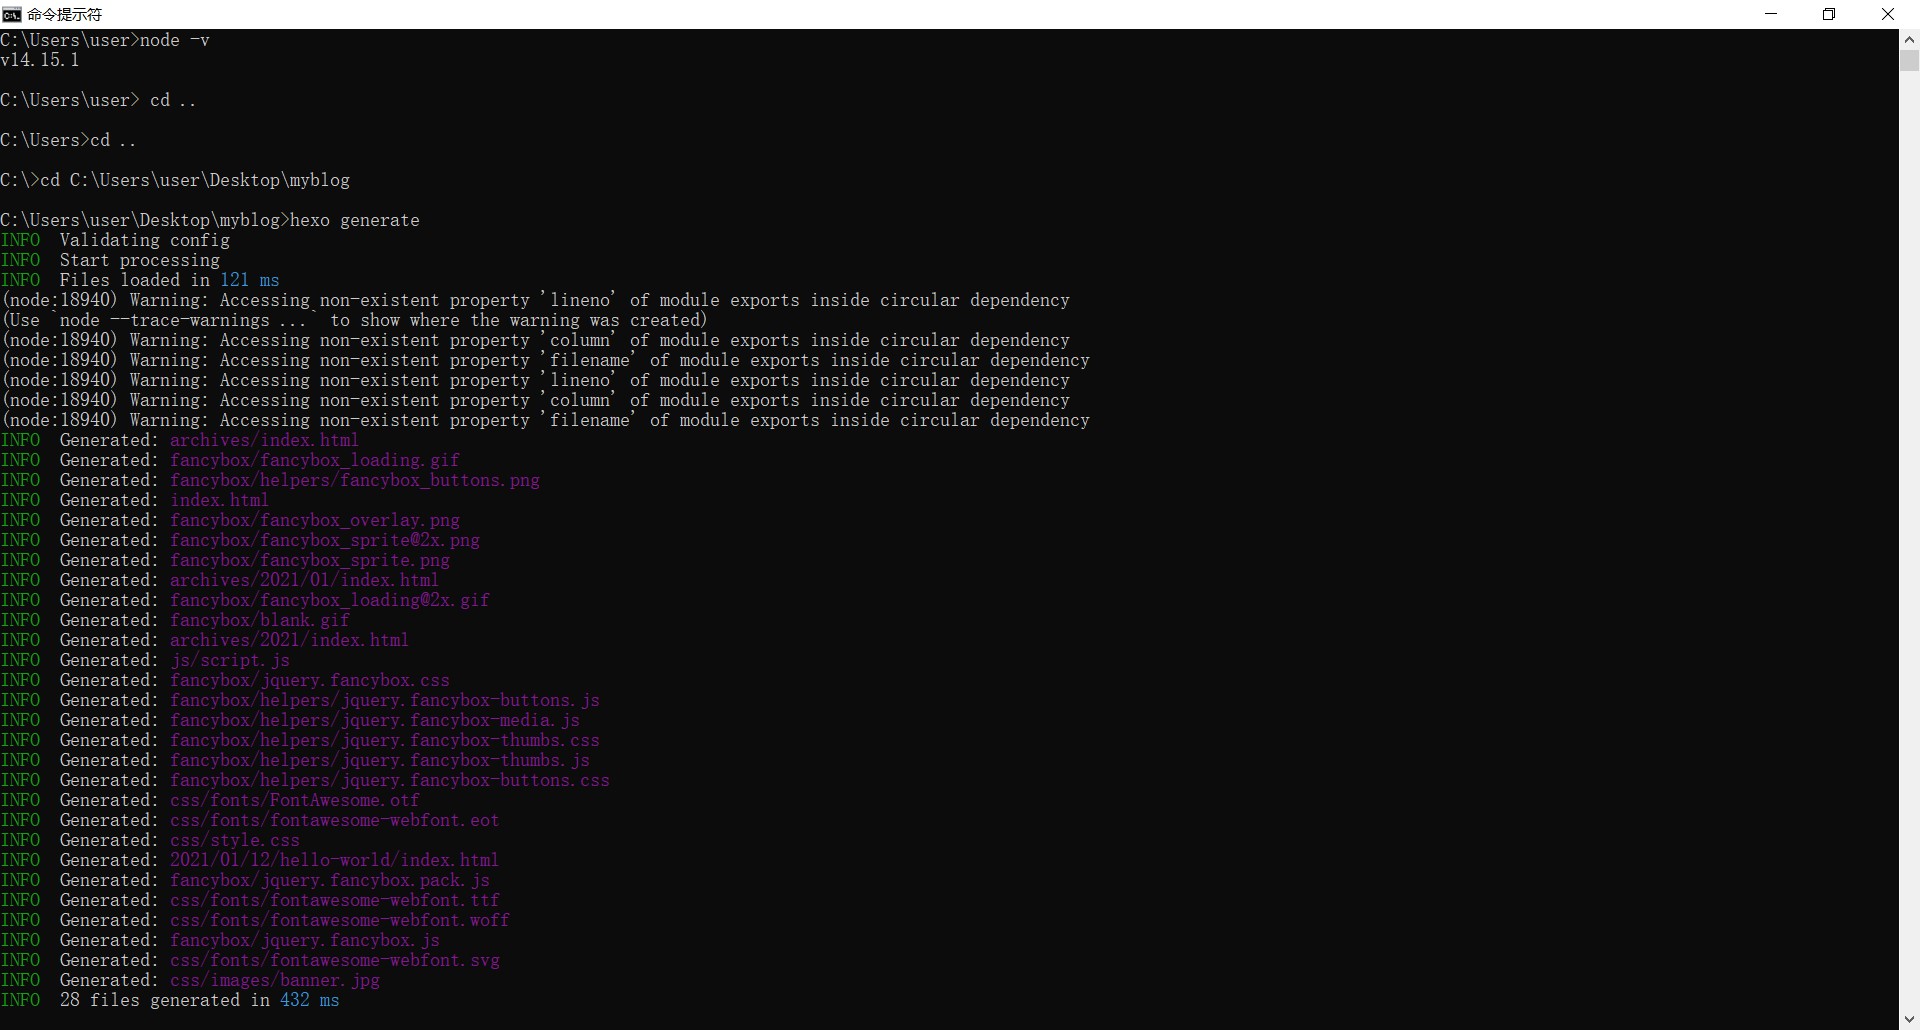 命令提示符
C:\Users\user>node -v
v14.15.1
C:\Users\user> cd ..
C:\Users>cd ..
C:\>cd C:\Users\user\Desktop\myblog
C:\Users\user\Desktop\myblog>hexo generate
INFO  Validating config
INFO  Start processing
INFO  Files loaded in 121 ms
(node:18940) Warning: Accessing non-existent property 'lineno' of module exports inside circular dependency
(Use `node --trace-warnings ...` to show where the warning was created)
(node:18940) Warning: Accessing non-existent property 'column' of module exports inside circular dependency
(node:18940) Warning: Accessing non-existent property 'filename' of module exports inside circular dependency
(node:18940) Warning: Accessing non-existent property 'lineno' of module exports inside circular dependency
(node:18940) Warning: Accessing non-existent property 'column' of module exports inside circular dependency
(node:18940) Warning: Accessing non-existent property 'filename' of module exports inside circular dependency
INFO  Generated: archives/index.html
INFO  Generated: fancybox/fancybox_loading.gif
INFO  Generated: fancybox/helpers/fancybox_buttons.png
INFO  Generated: index.html
INFO  Generated: fancybox/fancybox_overlay.png
INFO  Generated: fancybox/fancybox_sprite@2x.png
INFO  Generated: fancybox/fancybox_sprite.png
INFO  Generated: archives/2021/01/index.html
INFO  Generated: fancybox/fancybox_loading@2x.gif
INFO  Generated: fancybox/blank.gif
INFO  Generated: archives/2021/index.html
INFO  Generated: js/script.js
INFO  Generated: fancybox/jquery.fancybox.css
INFO  Generated: fancybox/helpers/jquery.fancybox-buttons.js
INFO  Generated: fancybox/helpers/jquery.fancybox-media.js
INFO  Generated: fancybox/helpers/jquery.fancybox-thumbs.css
INFO  Generated: fancybox/helpers/jquery.fancybox-thumbs.js
INFO  Generated: fancybox/helpers/jquery.fancybox-buttons.css
INFO  Generated: css/fonts/FontAwesome.otf
INFO  Generated: css/fonts/fontawesome-webfont.eot
INFO  Generated: css/style.css
INFO  Generated: 2021/01/12/hello-world/index.html
INFO  Generated: fancybox/jquery.fancybox.pack.js
INFO  Generated: css/fonts/fontawesome-webfont.ttf
INFO  Generated: css/fonts/fontawesome-webfont.woff
INFO  Generated: fancybox/jquery.fancybox.js
INFO  Generated: css/fonts/fontawesome-webfont.svg
INFO  Generated: css/images/banner.jpg
INFO  28 files generated in 432 ms